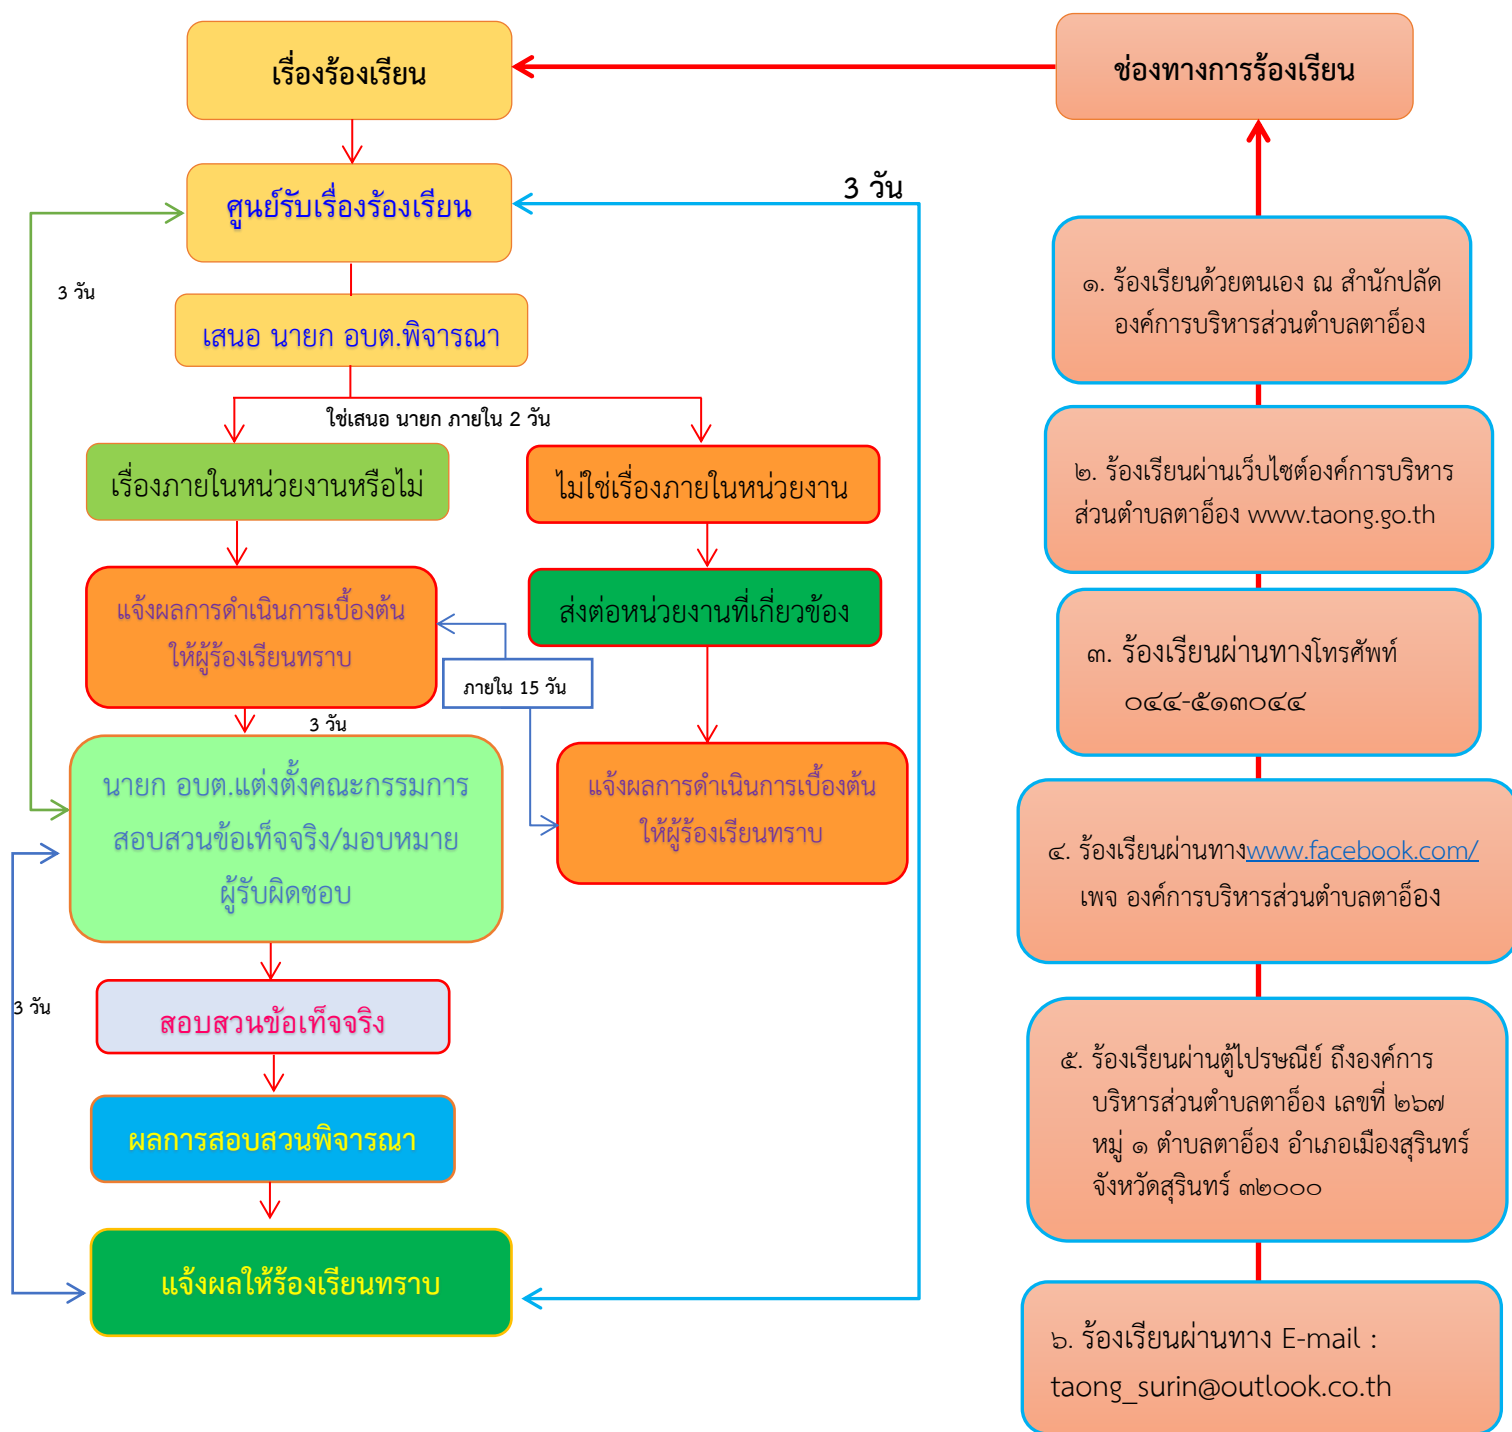 เรื่องร้องเรียน
ช่องทางการร้องเรียน
ศูนย์รับเรื่องร้องเรียน
3 วัน
3 วัน
เสนอ นายก อบต.พิจารณา
ใช่เสนอ นายก ภายใน 2 วัน
เรื่องภายในหน่วยงานหรือไม่
ไม่ใช่เรื่องภายในหน่วยงาน
แจ้งผลการดำเนินการเบื้องต้น
ให้ผู้ร้องเรียนทราบ
ส่งต่อหน่วยงานที่เกี่ยวข้อง
ภายใน 15 วัน
3 วัน
นายก อบต.แต่งตั้งคณะกรรมการ
สอบสวนข้อเท็จจริง/มอบหมาย
ผู้รับผิดชอบ
แจ้งผลการดำเนินการเบื้องต้น
ให้ผู้ร้องเรียนทราบ
3 วัน
สอบสวนข้อเท็จจริง
ผลการสอบสวนพิจารณา
แจ้งผลให้ร้องเรียนทราบ
๑. ร้องเรียนด้วยตนเอง ณ สำนักปลัด
องค์การบริหารส่วนตำบลตาอ็อง
๒. ร้องเรียนผ่านเว็บไซต์องค์การบริหาร
ส่วนตำบลตาอ็อง www.taong.go.th
๓. ร้องเรียนผ่านทางโทรศัพท์
๐๔๔-๕๑๓๐๔๔
๔. ร้องเรียนผ่านทางwww.facebook.com/
เพจ องค์การบริหารส่วนตำบลตาอ็อง
๕. ร้องเรียนผ่านตู้ไปรษณีย์ ถึงองค์การ
บริหารส่วนตำบลตาอ็อง เลขที่ ๒๖๗
หมู่ ๑ ตำบลตาอ็อง อำเภอเมืองสุรินทร์
จังหวัดสุรินทร์ ๓๒๐๐๐
๖. ร้องเรียนผ่านทาง E-mail :
taong_surin@outlook.co.th